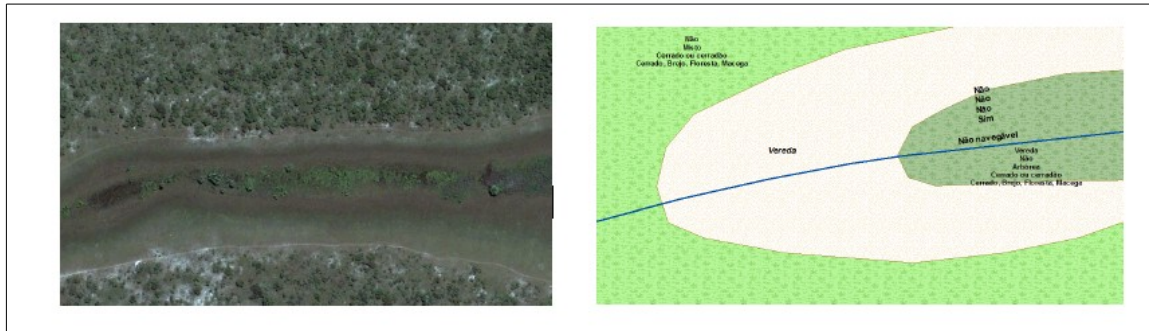 Não
Misto
Cerrado ou cerradão
Cerrado, Brejo, Floresta, Macega
Não
Não
Não
Sim
Não navegável
Vereda
Vereda
Não
Arbórea
Cerrado ou cerradão
Cerrado, Brejo, Floresta, Macega